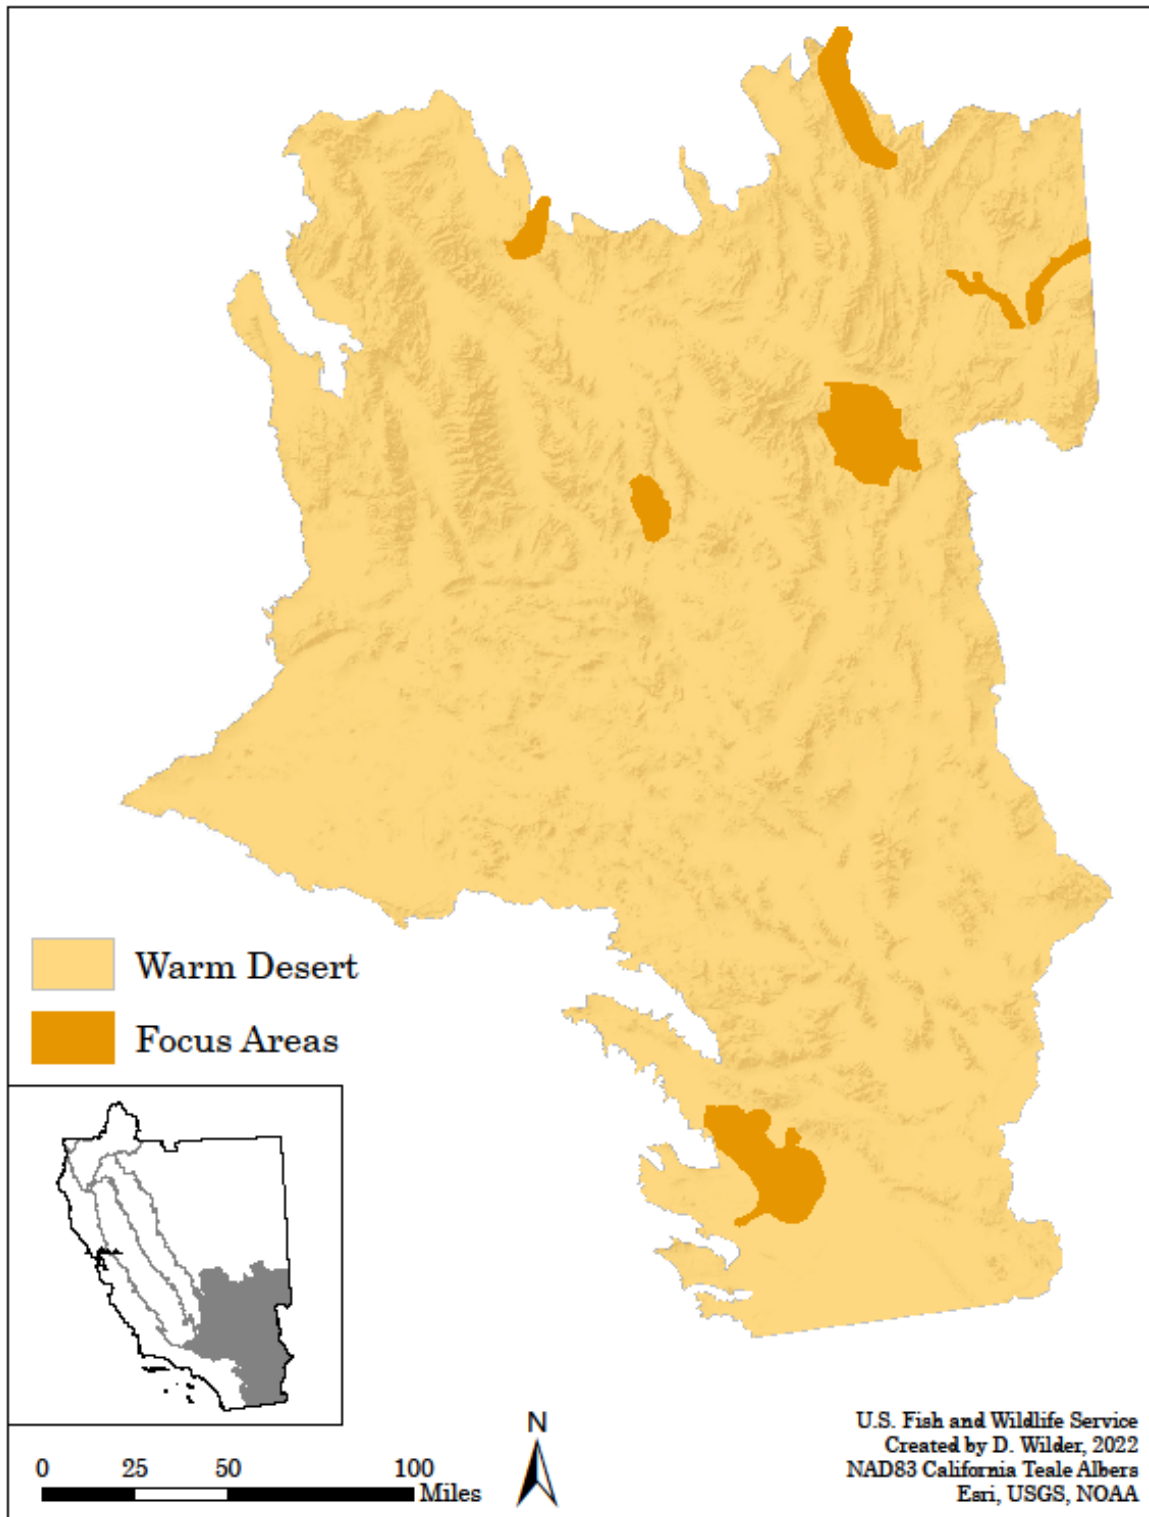 Warm Desert
Focus Areas
N
0 25 50 100
Miles
U.S. Fish and Wildlife Service
Created by D. Wilder, 2022
NAD83 California Teale Albers
Esri, USGS, NOAA